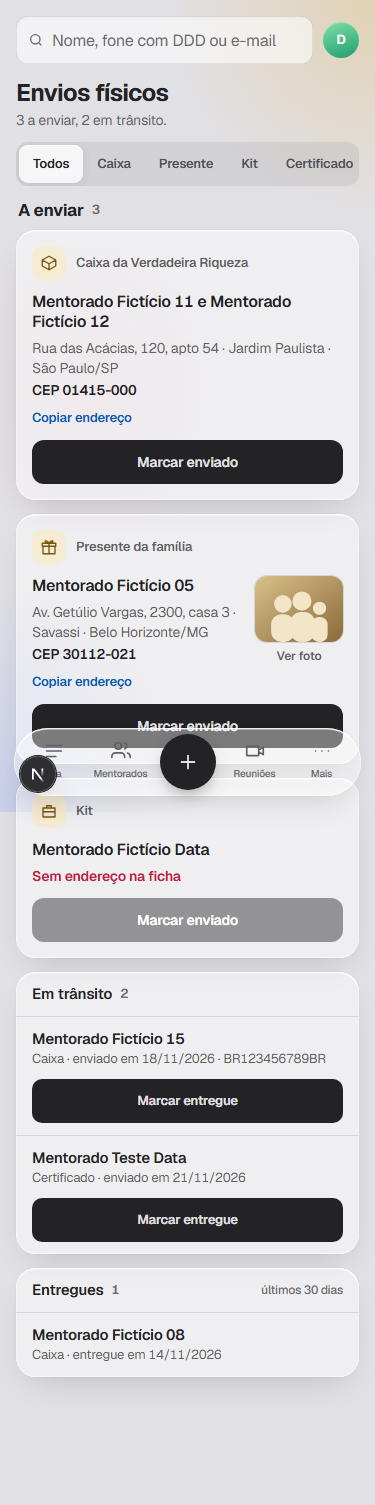 Nome, fone com DDD ou e-mail
D
Envios físicos
3 a enviar, 2 em trânsito.
Todos
Caixa
Presente
Kit
Certificado
A enviar 3
Caixa da Verdadeira Riqueza
Mentorado Fictício 11 e Mentorado
Fictício 12
Rua das Acácias, 120, apto 54 · Jardim Paulista ·
São Paulo/SP
CEP 01415-000
Copiar endereço
Marcar enviado
Presente da família
Mentorado Fictício 05
Av. Getúlio Vargas, 2300, casa 3 ·
Savassi · Belo Horizonte/MG
CEP 30112-021
Ver foto
Copiar endereço
Marcar enviado
Mentorados
Reuniões
Mais
N
Kit
Mentorado Fictício Data
Sem endereço na ficha
Marcar enviado
Em trânsito 2
Mentorado Fictício 15
Caixa · enviado em 18/11/2026 · BR123456789BR
Marcar entregue
Mentorado Teste Data
Certificado · enviado em 21/11/2026
Marcar entregue
Entregues 1
últimos 30 dias
Mentorado Fictício 08
Caixa · entregue em 14/11/2026